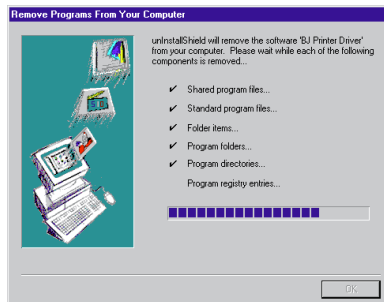 Remove Programs From Your Computer
unInstallShield will remove the software 'BJ Printer Driver'
from your computer. Please wait while each of the following
components is removed...
✔ Shared program files...
✔ Standard program files...
✔ Folder items...
✔ Program folders...
✔ Program directories...
Program registry entries...
OK